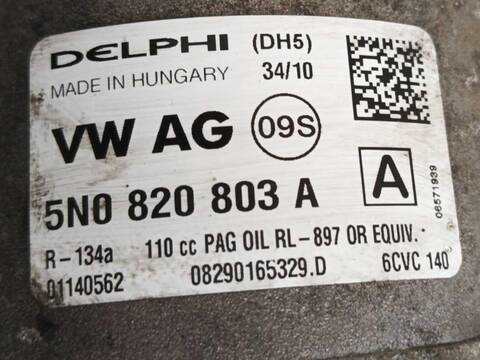 DELPHI (DH5)
MADE IN HUNGARY 34/10
VW AG 09S
5N0 820 803 A A
06571939
R-134a 110 cc PAG OIL RL-897 OR EQUIV.*
01140562 08290165329.D 6CVC 140